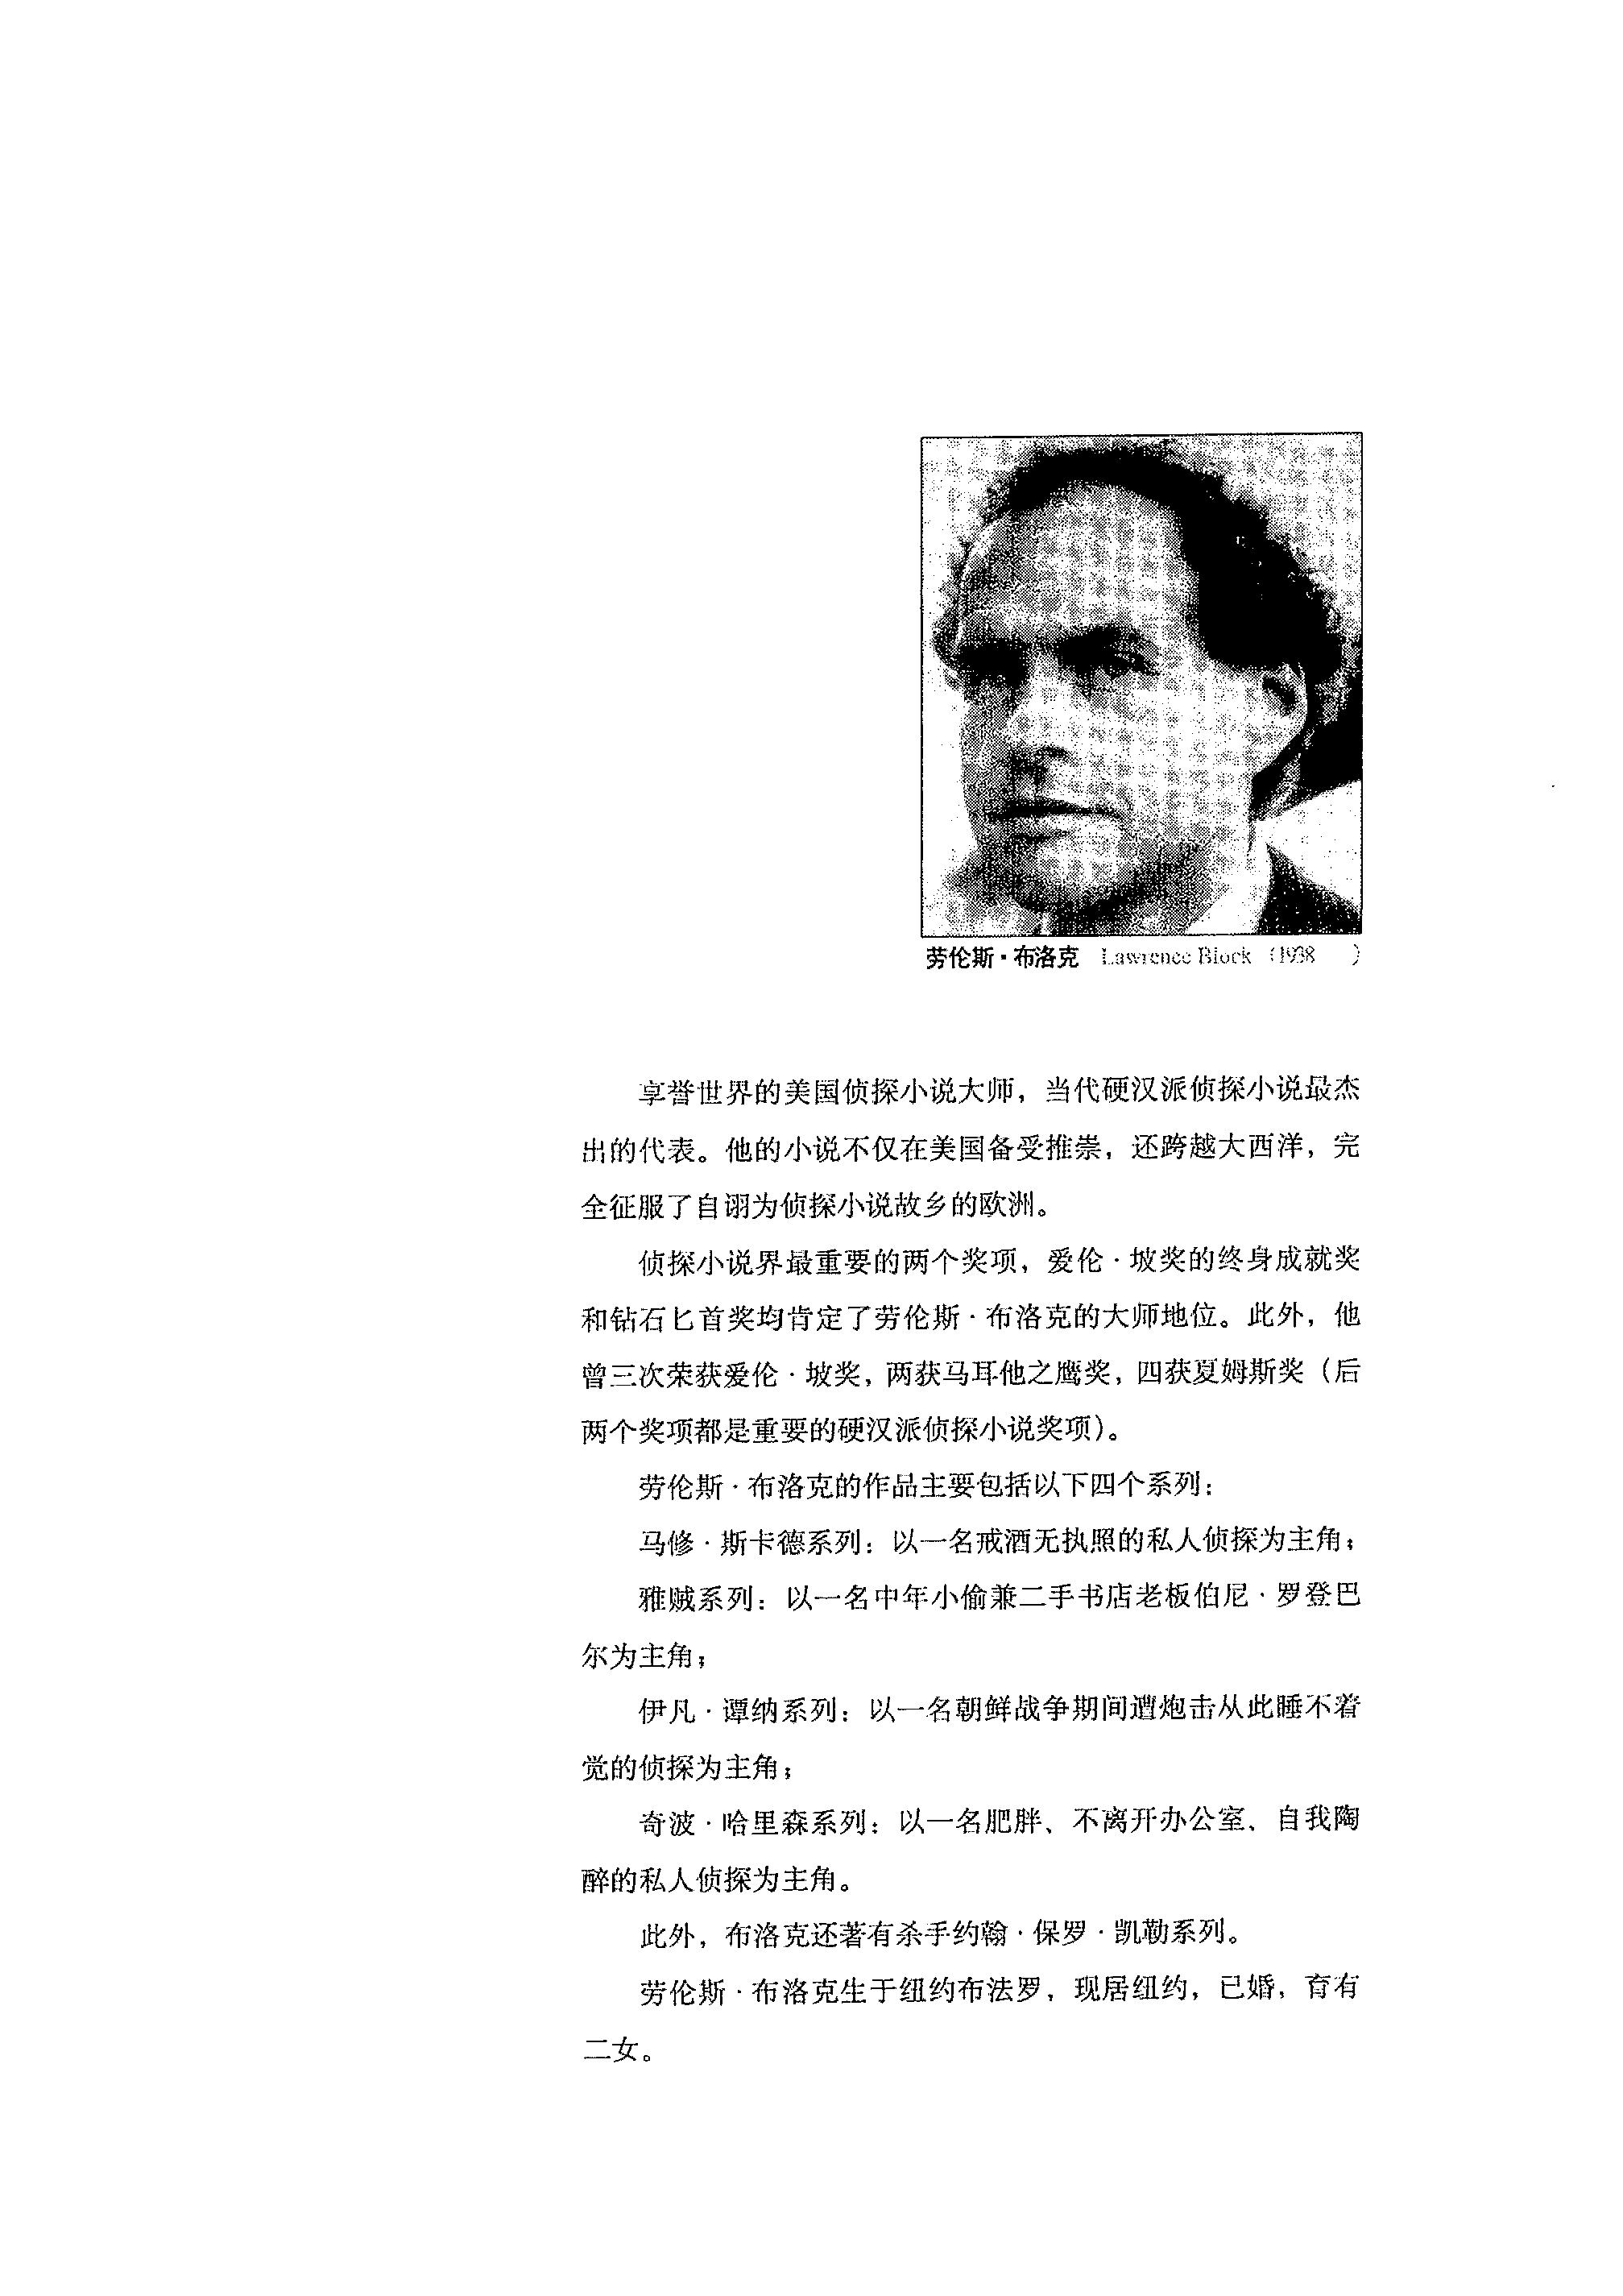 劳伦斯·布洛克 Lawrence Block (1938 )
享誉世界的美国侦探小说大师，当代硬汉派侦探小说最杰
出的代表。他的小说不仅在美国备受推崇，还跨越大西洋，完
全征服了自诩为侦探小说故乡的欧洲。
侦探小说界最重要的两个奖项，爱伦·坡奖的终身成就奖
和钻石匕首奖均肯定了劳伦斯·布洛克的大师地位。此外，他
曾三次荣获爱伦·坡奖，两获马耳他之鹰奖，四获夏姆斯奖（后
两个奖项都是重要的硬汉派侦探小说奖项）。
劳伦斯·布洛克的作品主要包括以下四个系列：
马修·斯卡德系列：以一名戒酒无执照的私人侦探为主角；
雅贼系列：以一名中年小偷兼二手书店老板伯尼·罗登巴
尔为主角；
伊凡·谭纳系列：以一名朝鲜战争期间遭炮击从此睡不着
觉的侦探为主角；
奇波·哈里森系列：以一名肥胖、不离开办公室、自我陶
醉的私人侦探为主角。
此外，布洛克还著有杀手约翰·保罗·凯勒系列。
劳伦斯·布洛克生于纽约布法罗，现居纽约，已婚，育有
二女。